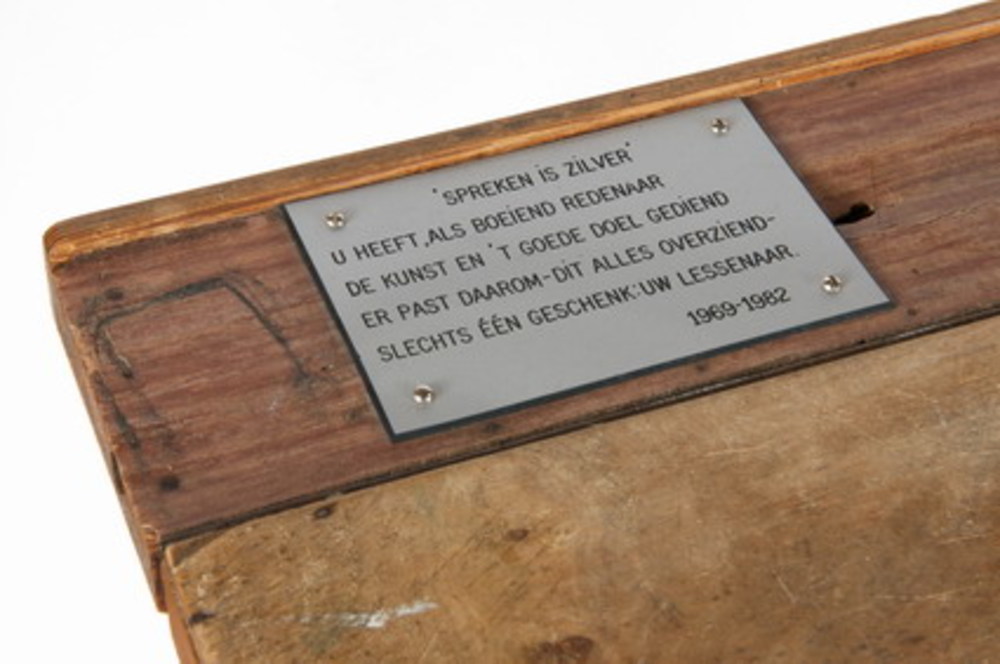 'SPREKEN IS ZILVER'
U HEEFT, ALS BOEIEND REDENAAR
DE KUNST EN 'T GOEDE DOEL GEDIEND
ER PAST DAAROM-DIT ALLES OVERZIEND-
SLECHTS ÉÉN GESCHENK: UW LESSENAAR.
1969-1982